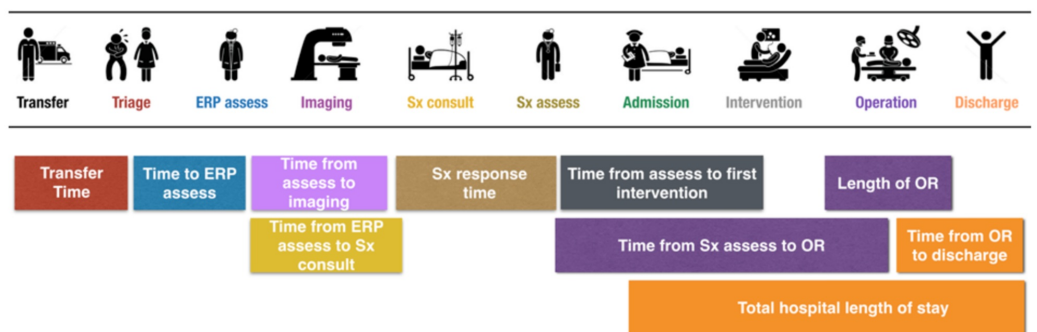 Transfer
Triage
ERP assess
Imaging
Sx consult
Sx assess
Admission
Intervention
Operation
Discharge
Transfer
Time
Time to ERP
assess
Time from
assess to
imaging
Sx response
time
Time from assess to first
intervention
Length of OR
Time from ERP
assess to Sx
consult
Time from Sx assess to OR
Time from OR
to discharge
Total hospital length of stay